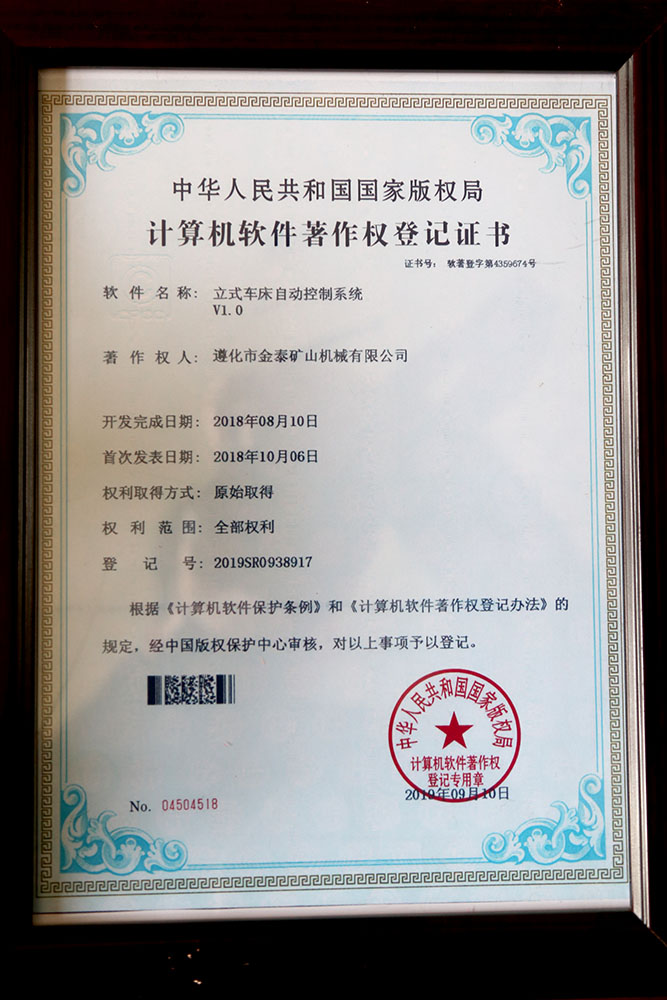 中华人民共和国国家版权局
计算机软件著作权登记证书
证书号： 软著登字第4359674号
软件名称： 立式车床自动控制系统
V1.0
著作权人： 遵化市金泰矿山机械有限公司
开发完成日期： 2018年08月10日
首次发表日期： 2018年10月06日
权利取得方式： 原始取得
权利范围： 全部权利
登记号： 2019SR0938917
根据《计算机软件保护条例》和《计算机软件著作权登记办法》的
规定，经中国版权保护中心审核，对以上事项予以登记。
中华人民共和国国家版权局
计算机软件著作权
登记专用章
2019年09月10日
No. 04504518